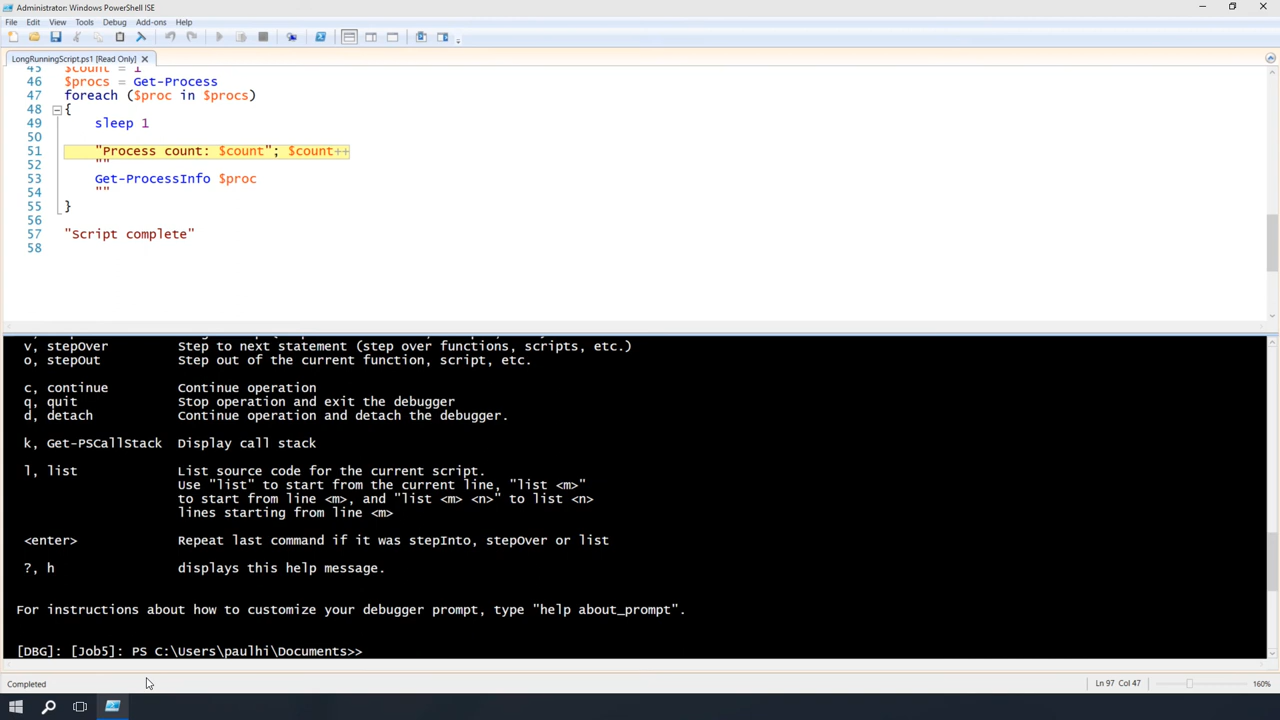 Administrator: Windows PowerShell ISE
File Edit View Tools Debug Add-ons Help
LongRunningScript.ps1 [Read Only]
45 $count = 1
46 $procs = Get-Process
47 foreach ($proc in $procs)
48 {
49 sleep 1
50
51 "Process count: $count"; $count++
52 ""
53 Get-ProcessInfo $proc
54 ""
55 }
56
57 "Script complete"
58
v, stepOver Step to next statement (step over functions, scripts, etc.)
o, stepOut Step out of the current function, script, etc.
c, continue Continue operation
q, quit Stop operation and exit the debugger
d, detach Continue operation and detach the debugger.
k, Get-PSCallStack Display call stack
l, list List source code for the current script.
Use "list" to start from the current line, "list <m>"
to start from line <m>, and "list <m> <n>" to list <n>
lines starting from line <m>
<enter> Repeat last command if it was stepInto, stepOver or list
?, h displays this help message.
For instructions about how to customize your debugger prompt, type "help about_prompt".
[DBG]: [Job5]: PS C:\Users\paulhi\Documents>>
Completed
Ln 97 Col 47
160%